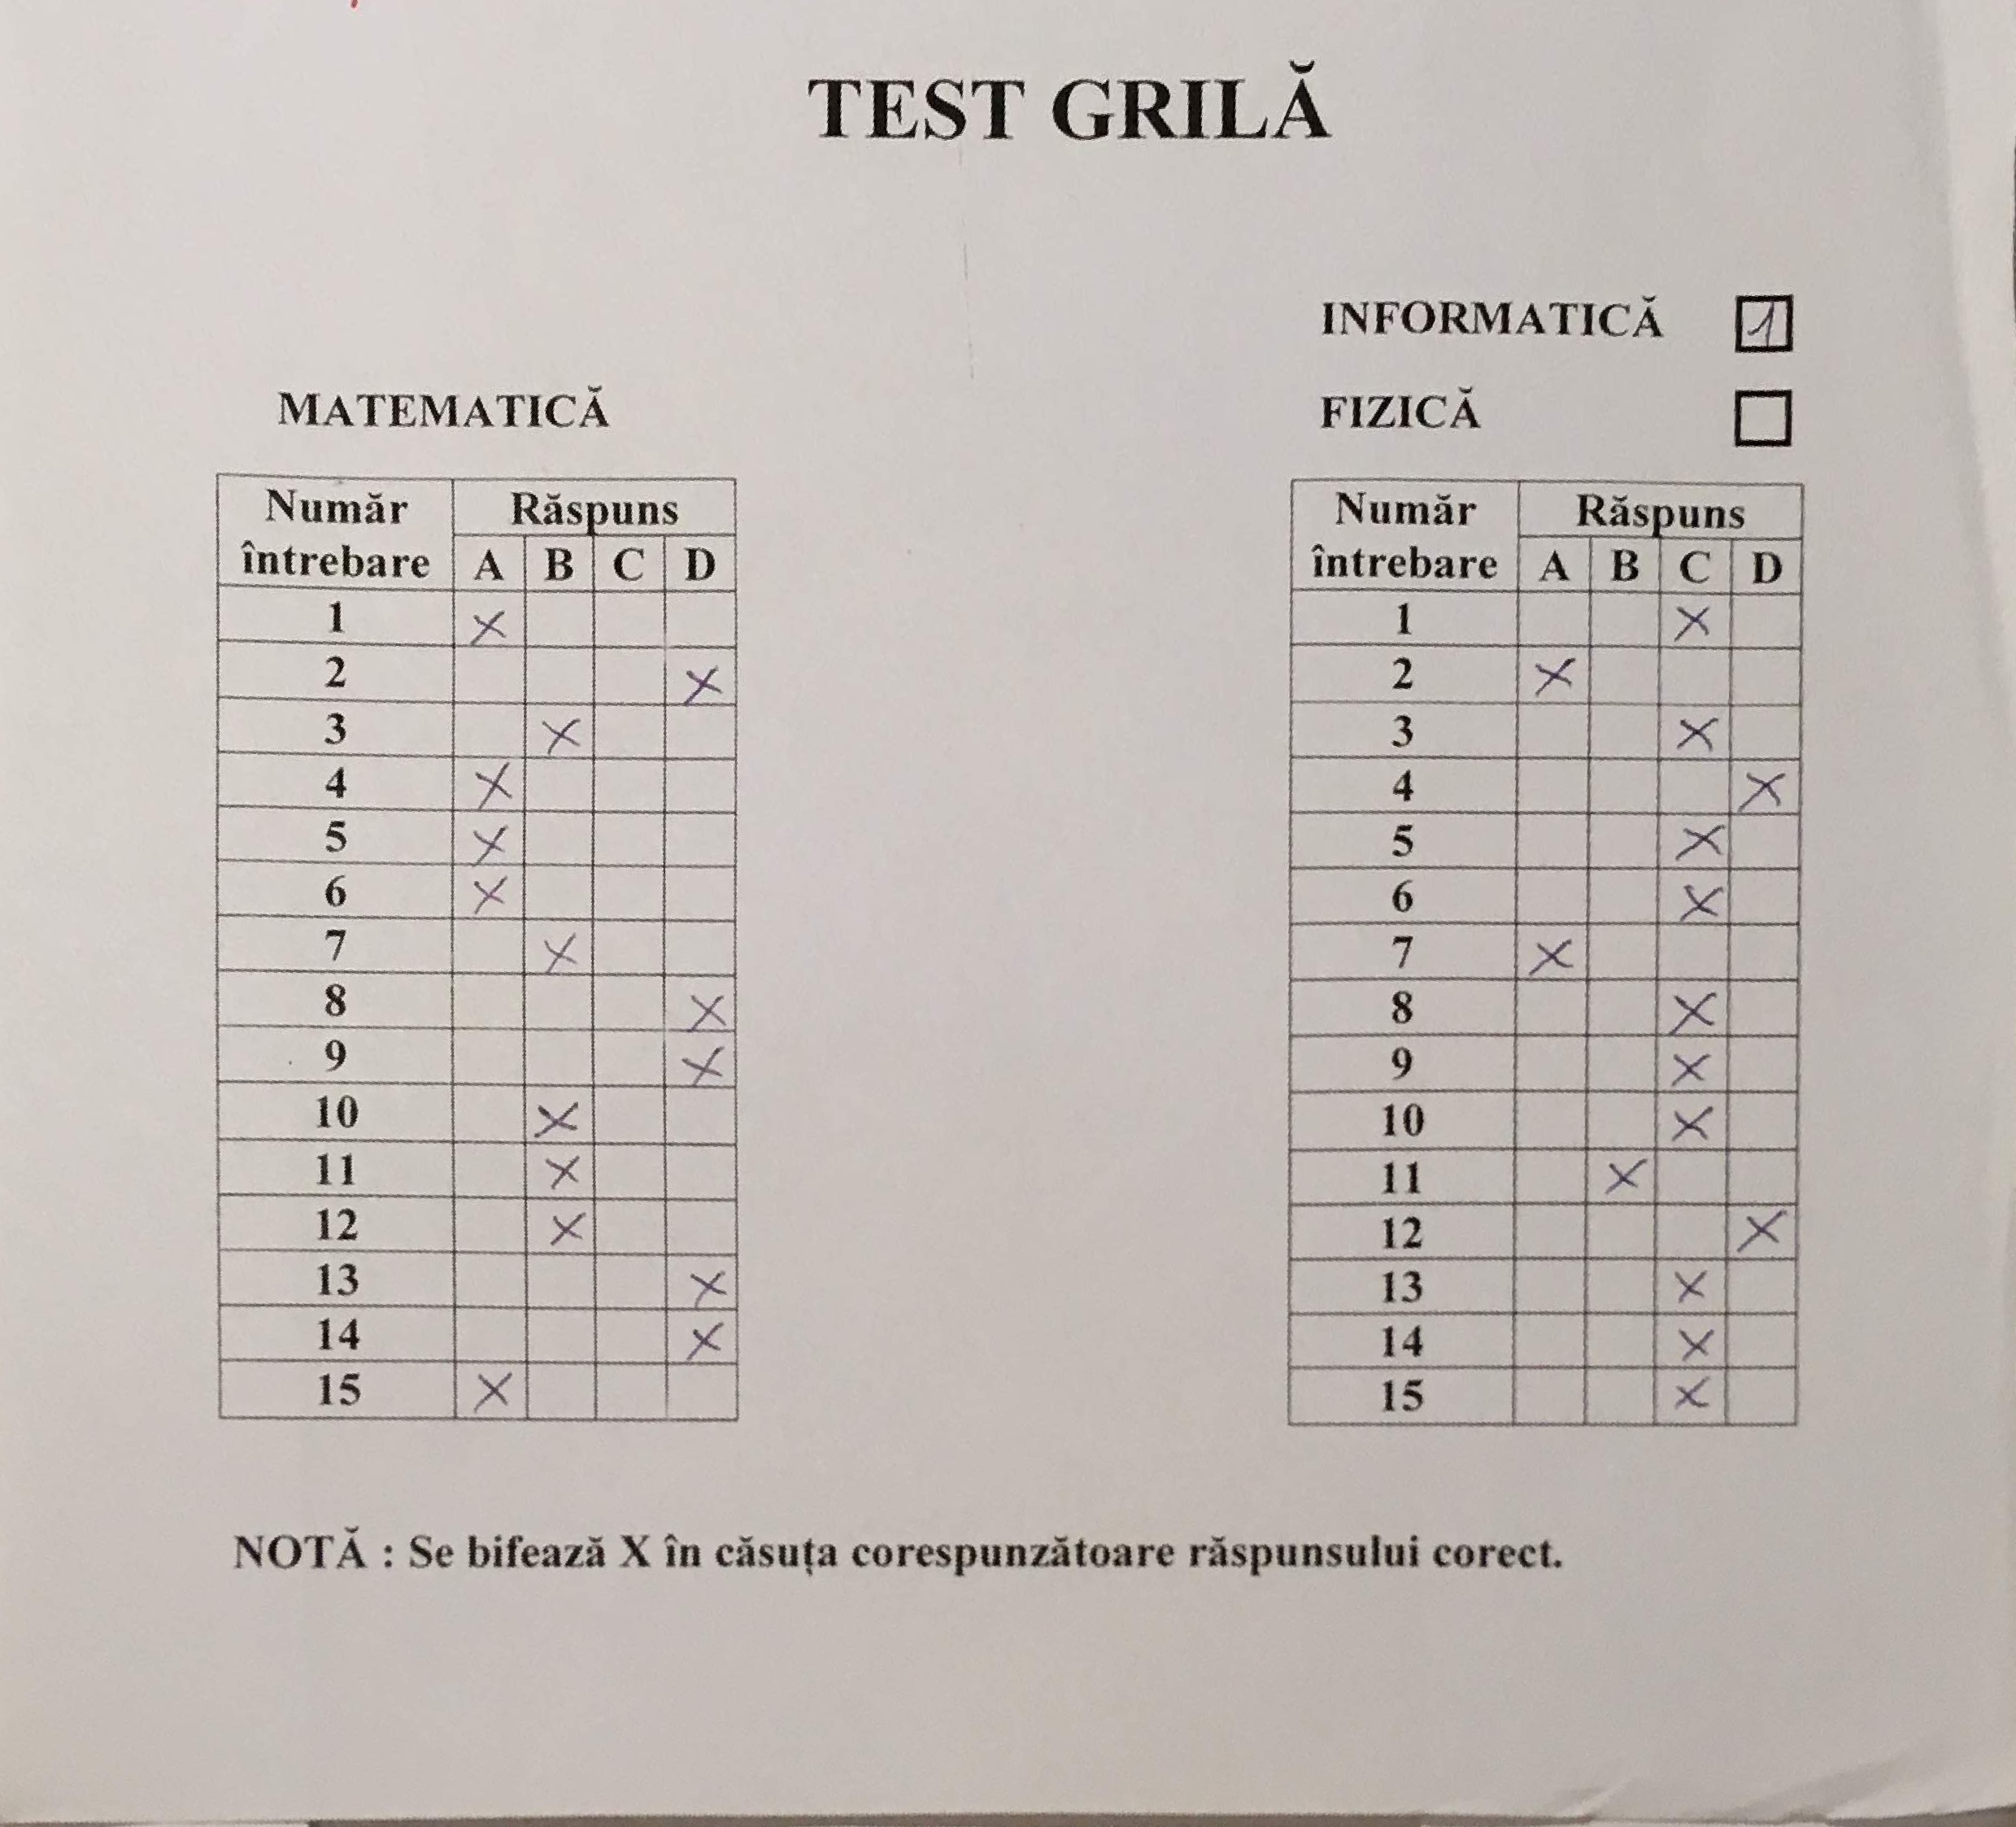 TEST GRILĂ
INFORMATICĂ 1
MATEMATICĂ
FIZICĂ
Număr întrebare Răspuns
A B C D
1 X
2 X
3 X
4 X
5 X
6 X
7 X
8 X
9 X
10 X
11 X
12 X
13 X
14 X
15 X
Număr întrebare Răspuns
A B C D
1 X
2 X
3 X
4 X
5 X
6 X
7 X
8 X
9 X
10 X
11 X
12 X
13 X
14 X
15 X
NOTĂ : Se bifează X în căsuța corespunzătoare răspunsului corect.